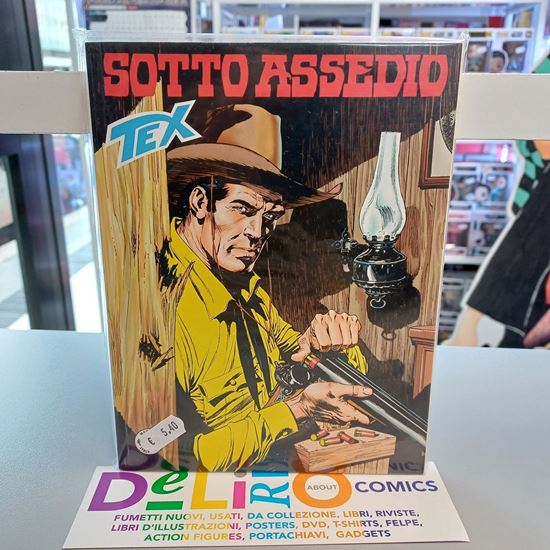 SOTTO ASSEDIO
TEX
€ 5,40
DeLiRiO ABOUT COMICS
FUMETTI NUOVI, USATI, DA COLLEZIONE, LIBRI, RIVISTE,
LIBRI D'ILLUSTRAZIONI, POSTERS, DVD, T-SHIRTS, FELPE,
ACTION FIGURES, PORTACHIAVI, GADGETS